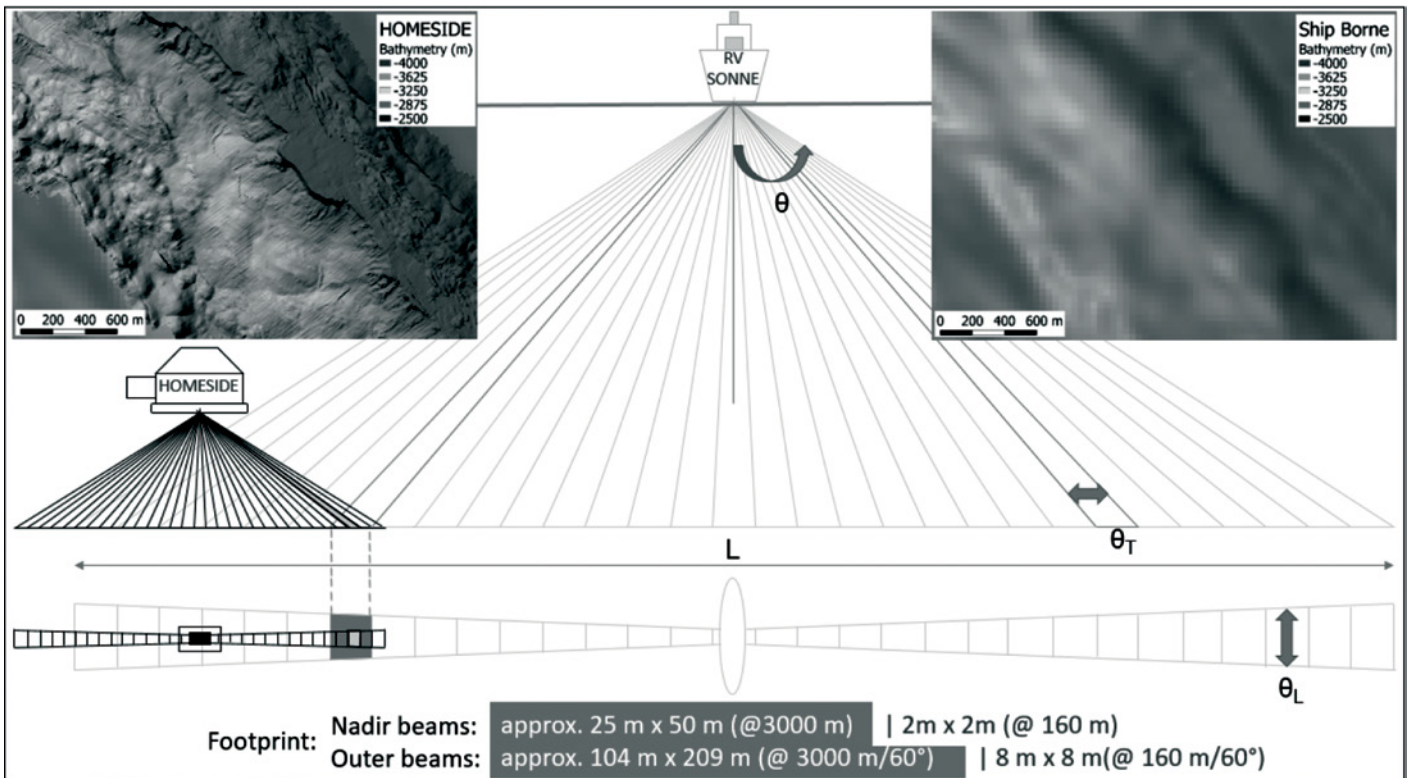 HOMESIDE
Bathymetry (m)
-4000
-3625
-3250
-2875
-2500
0 200 400 600 m
RV
SONNE
θ
Ship Borne
Bathymetry (m)
-4000
-3625
-3250
-2875
-2500
0 200 400 600 m
HOMESIDE
θT
L
θL
Footprint:
Nadir beams: approx. 25 m x 50 m (@3000 m) | 2m x 2m (@ 160 m)
Outer beams: approx. 104 m x 209 m (@ 3000 m/60°) | 8 m x 8 m(@ 160 m/60°)